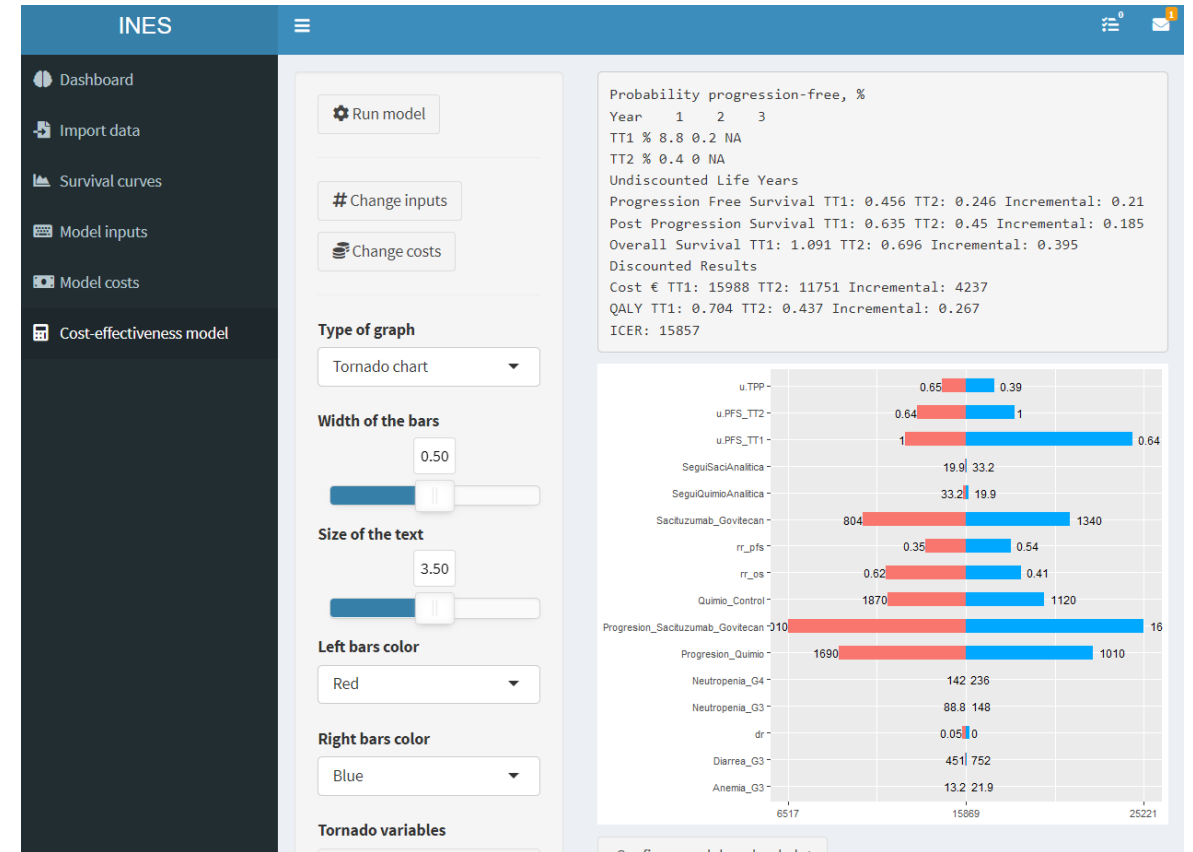 INES
0
1
Dashboard
Import data
Survival curves
Model inputs
Model costs
Cost-effectiveness model
Run model
# Change inputs
Change costs
Type of graph
Tornado chart
Width of the bars
0.50
Size of the text
3.50
Left bars color
Red
Right bars color
Blue
Tornado variables
Probability progression-free, %
Year 1 2 3
TT1 % 8.8 0.2 NA
TT2 % 0.4 0 NA
Undiscounted Life Years
Progression Free Survival TT1: 0.456 TT2: 0.246 Incremental: 0.21
Post Progression Survival TT1: 0.635 TT2: 0.45 Incremental: 0.185
Overall Survival TT1: 1.091 TT2: 0.696 Incremental: 0.395
Discounted Results
Cost € TT1: 15988 TT2: 11751 Incremental: 4237
QALY TT1: 0.704 TT2: 0.437 Incremental: 0.267
ICER: 15857
u.TPP 0.65 0.39
u.PFS_TT2 0.64 1
u.PFS_TT1 1 0.64
SeguiSaciAnalitica 19.9 33.2
SeguiQuimioAnalitica 33.2 19.9
Sacituzumab_Govitecan 804 1340
rr_pfs 0.35 0.54
rr_os 0.62 0.41
Quimio_Control 1870 1120
Progresion_Sacituzumab_Govitecan 010 16
Progresion_Quimio 1690 1010
Neutropenia_G4 142 236
Neutropenia_G3 88.8 148
dr 0.05 0
Diarrea_G3 451 752
Anemia_G3 13.2 21.9
6517 15869 25221